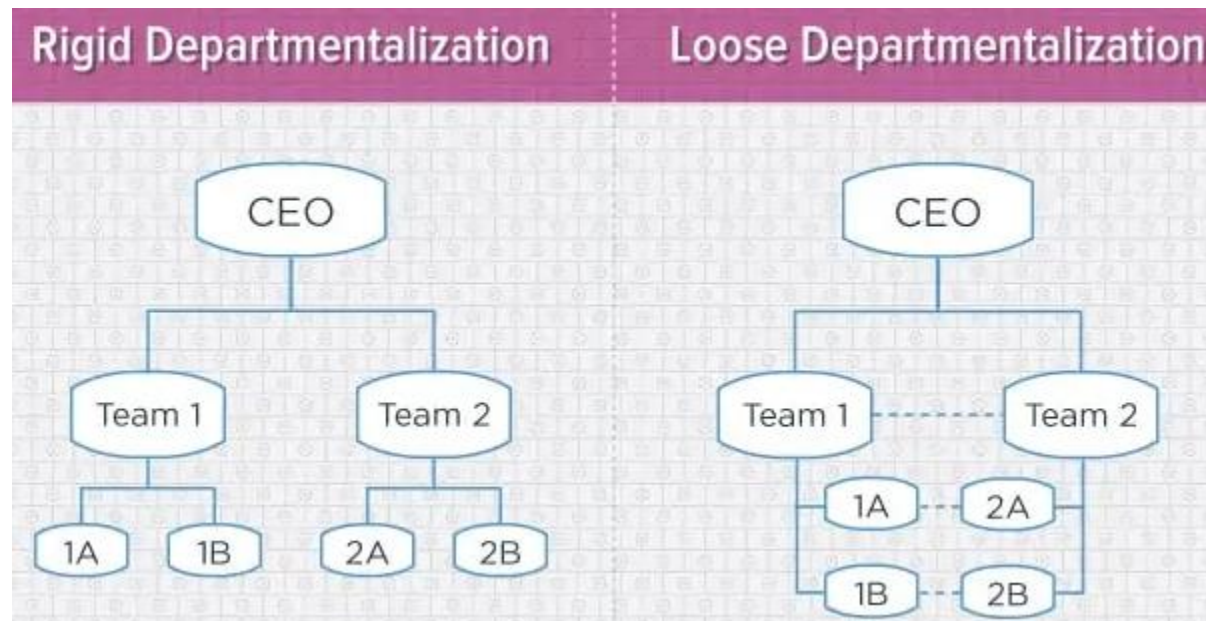 Rigid Departmentalization
CEO
Team 1
Team 2
1A
1B
2A
2B
Loose Departmentalization
CEO
Team 1
Team 2
1A
2A
1B
2B